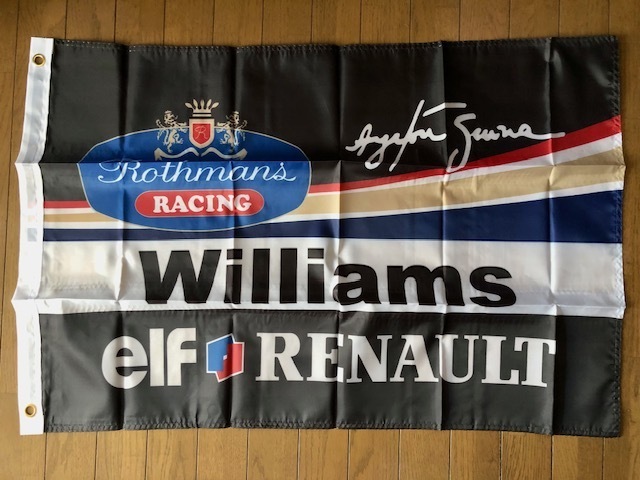 Ayrton Senna
R
Rothmans
RACING
Williams
elf RENAULT